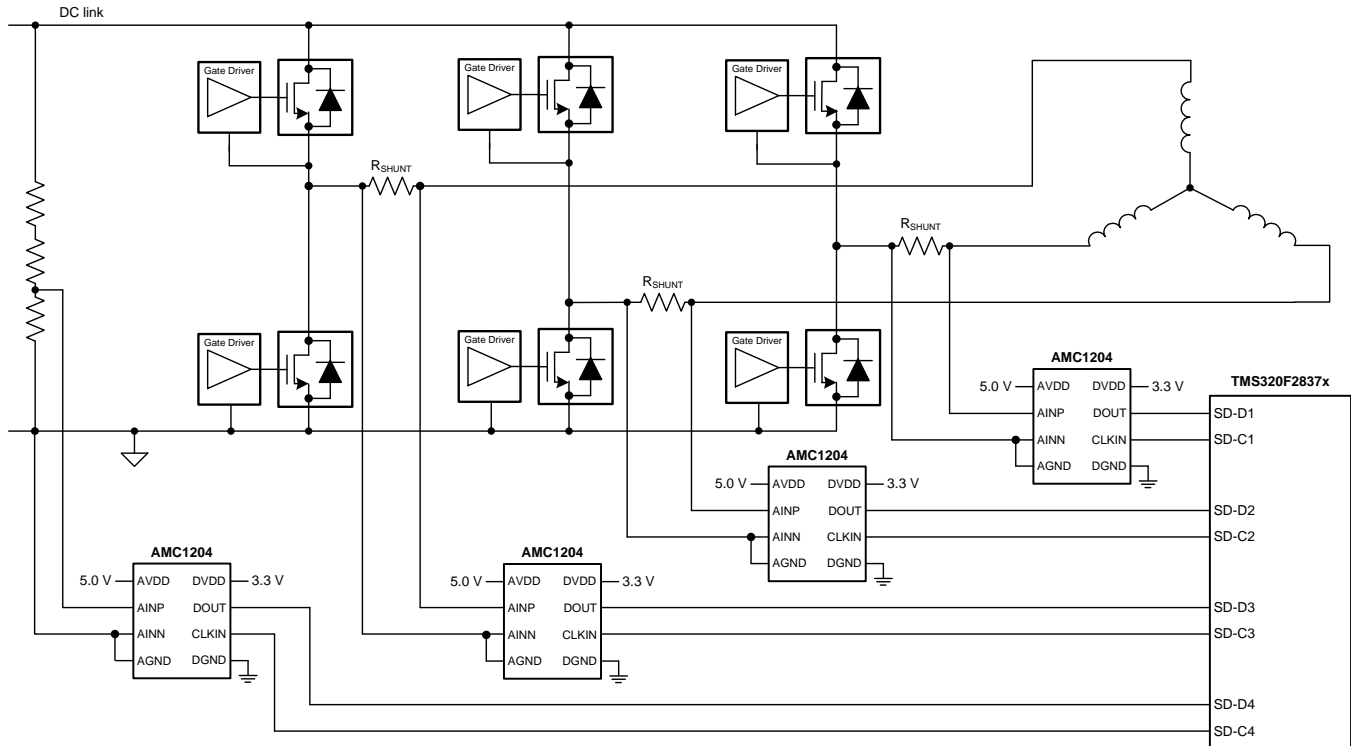 DC link
Gate Driver
Gate Driver
Gate Driver
RSHUNT
RSHUNT
RSHUNT
Gate Driver
Gate Driver
Gate Driver
AMC1204
5.0 V AVDD DVDD 3.3 V
AINP DOUT
AINN CLKIN
AGND DGND
TMS320F2837x
SD-D1
SD-C1
SD-D2
SD-C2
SD-D3
SD-C3
SD-D4
SD-C4
AMC1204
5.0 V AVDD DVDD 3.3 V
AINP DOUT
AINN CLKIN
AGND DGND
AMC1204
5.0 V AVDD DVDD 3.3 V
AINP DOUT
AINN CLKIN
AGND DGND
AMC1204
5.0 V AVDD DVDD 3.3 V
AINP DOUT
AINN CLKIN
AGND DGND